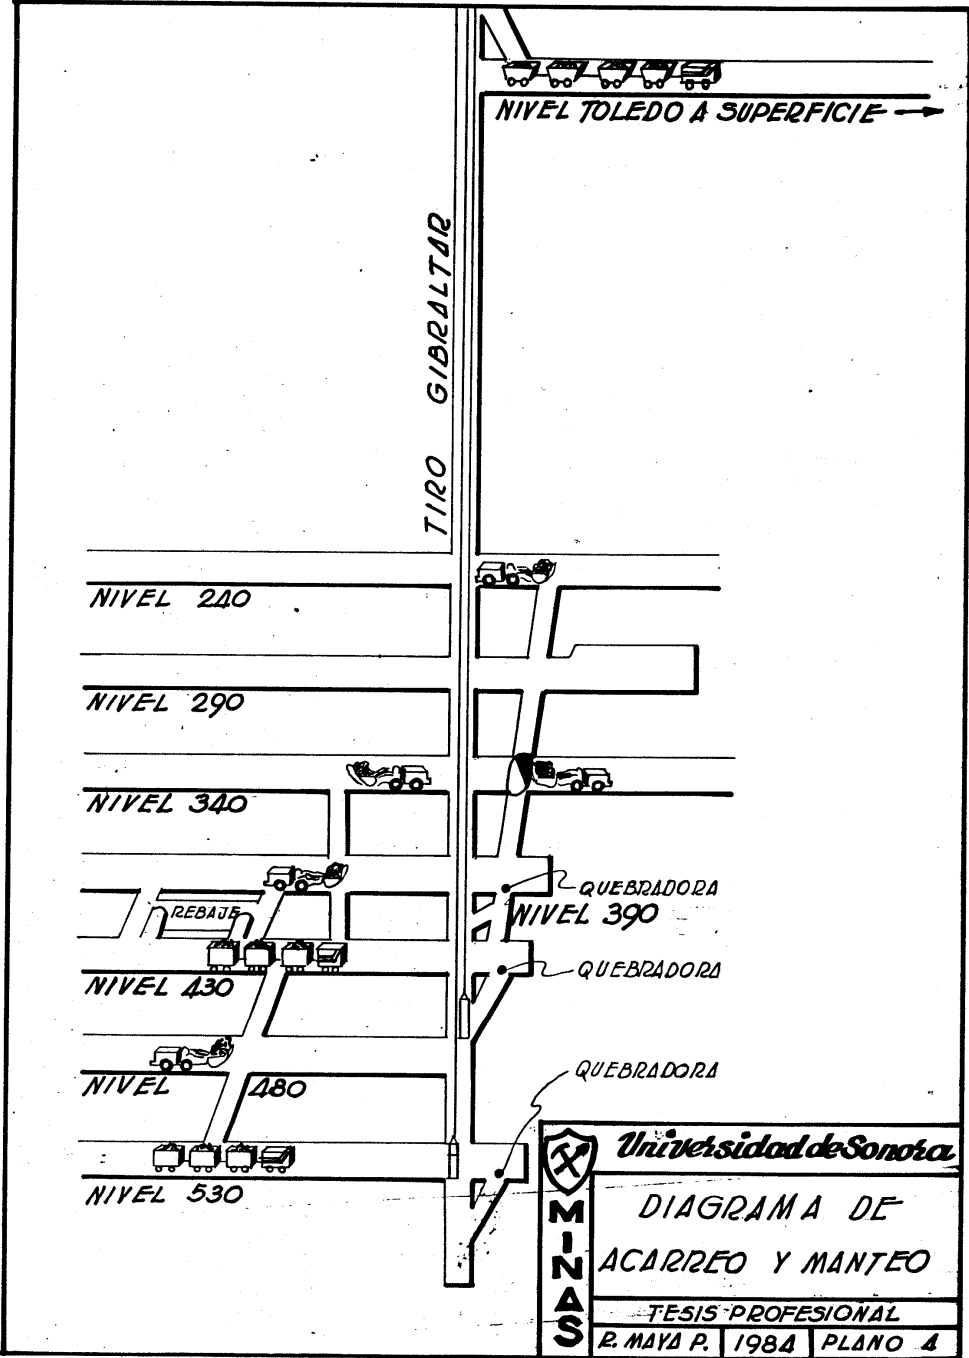 NIVEL TOLEDO A SUPERFICIE
TIRO GIBRALTAR
NIVEL 240
NIVEL 290
NIVEL 340
QUEBRADORA
REBAJE
NIVEL 390
QUEBRADORA
NIVEL 430
QUEBRADORA
NIVEL 480
NIVEL 530
Universidad de Sonora
MINAS
DIAGRAMA DE
ACARREO Y MANTEO
TESIS PROFESIONAL
R. MAYA P. 1984 PLANO 4